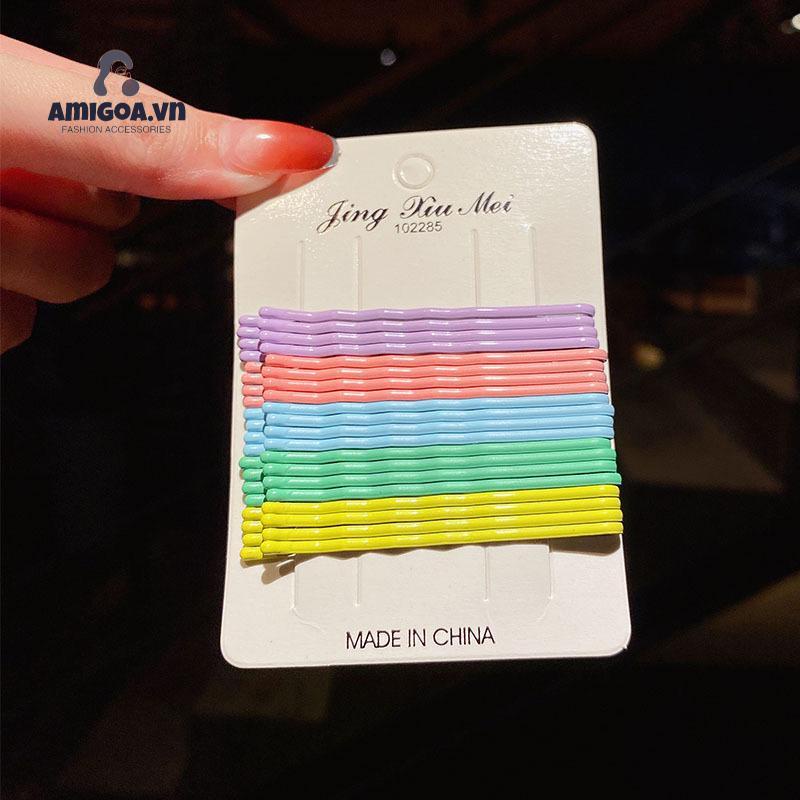 AMIGOA.vn
FASHION ACCESSORIES
Jing Xiu Mei
102285
MADE IN CHINA